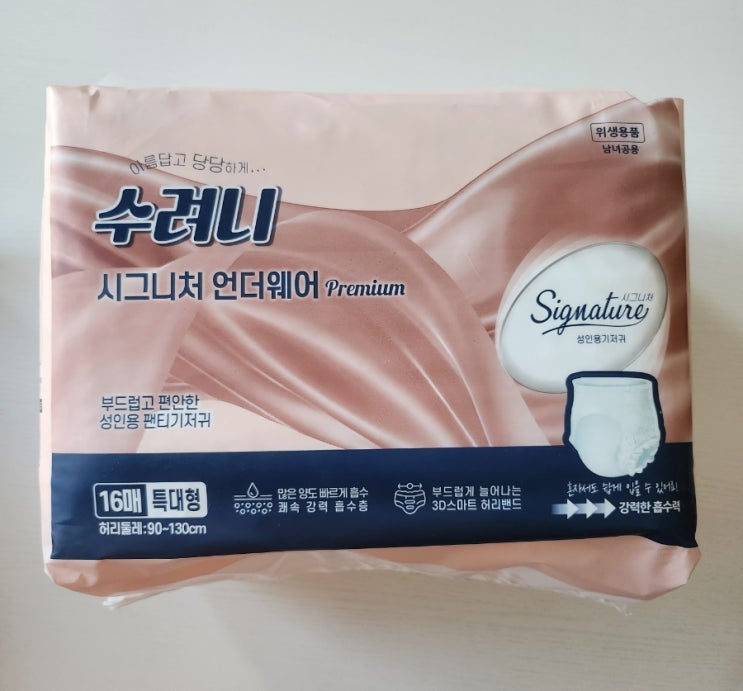 위생용품
남녀공용
아름답고 당당하게...
수려니
시그니처 언더웨어 Premium
시그니처
Signature
성인용기저귀
부드럽고 편안한
성인용 팬티기저귀
16매 특대형
허리둘레:90~130cm
많은 양도 빠르게 흡수
쾌속 강력 흡수층
부드럽게 늘어나는
3D스마트 허리밴드
혼자서도 쉽게 입을 수 있어요!
강력한 흡수력